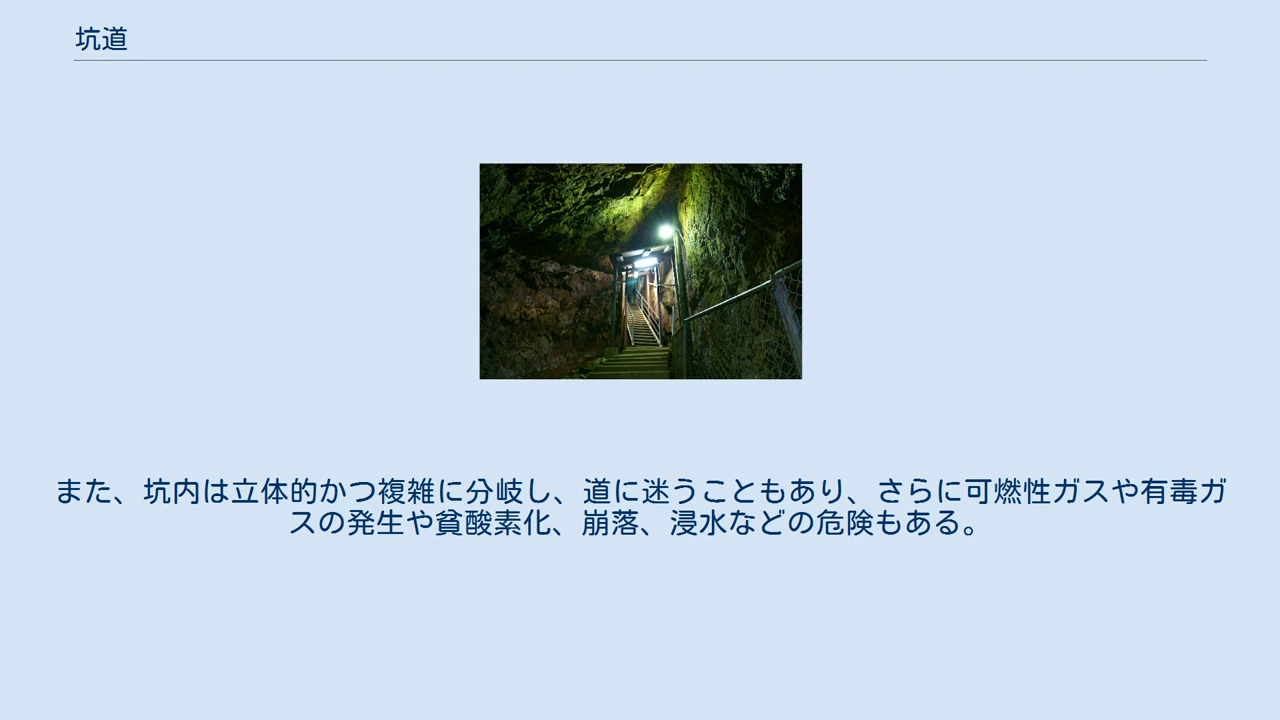 坑道
また、坑内は立体的かつ複雑に分岐し、道に迷うこともあり、さらに可燃性ガスや有毒ガ
スの発生や貧酸素化、崩落、浸水などの危険もある。